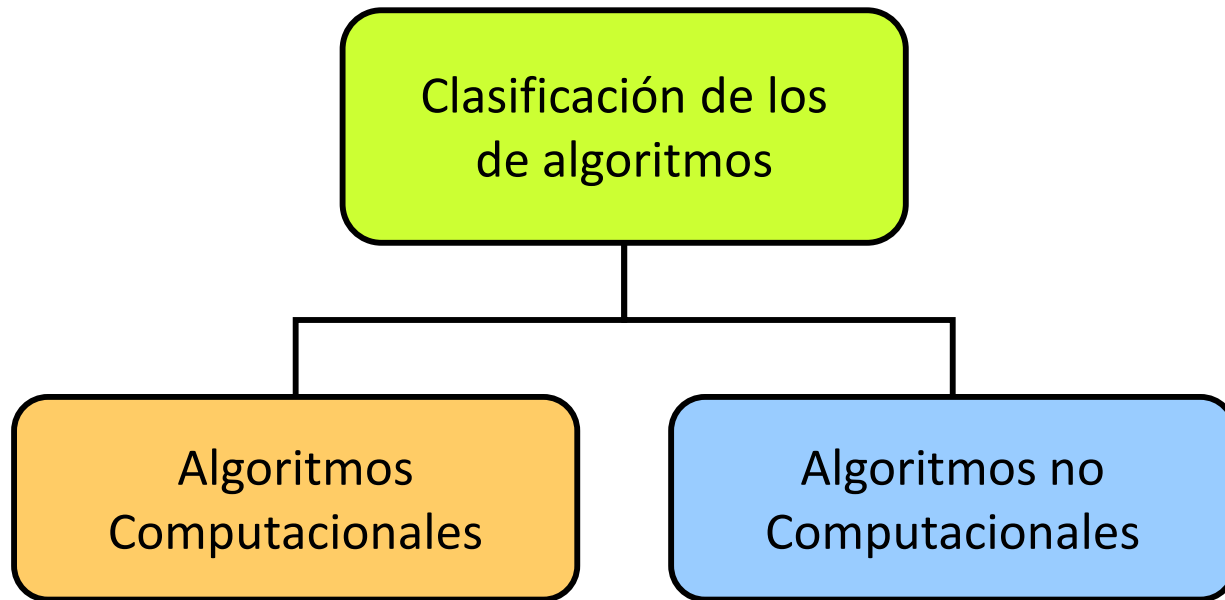 Clasificación de los
de algoritmos
Algoritmos
Computacionales
Algoritmos no
Computacionales